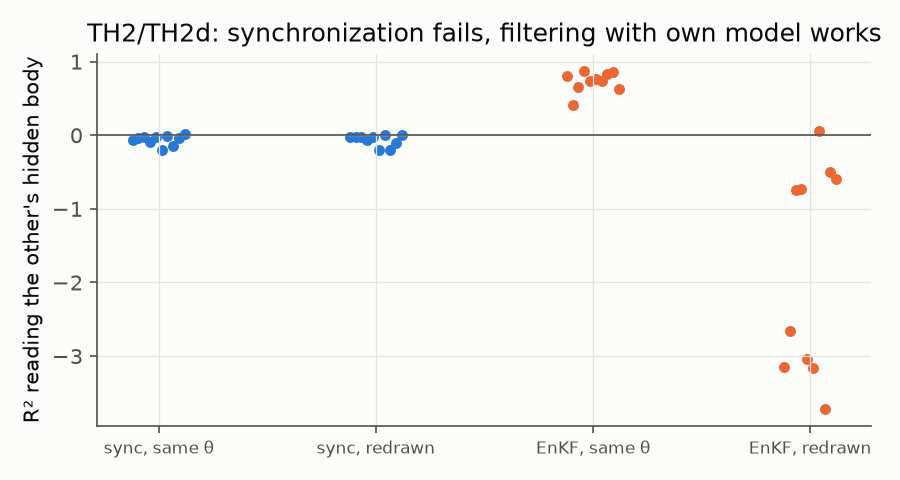 TH2/TH2d: synchronization fails, filtering with own model works
R² reading the other's hidden body
1
0
−1
−2
−3
sync, same θ
sync, redrawn
EnKF, same θ
EnKF, redrawn